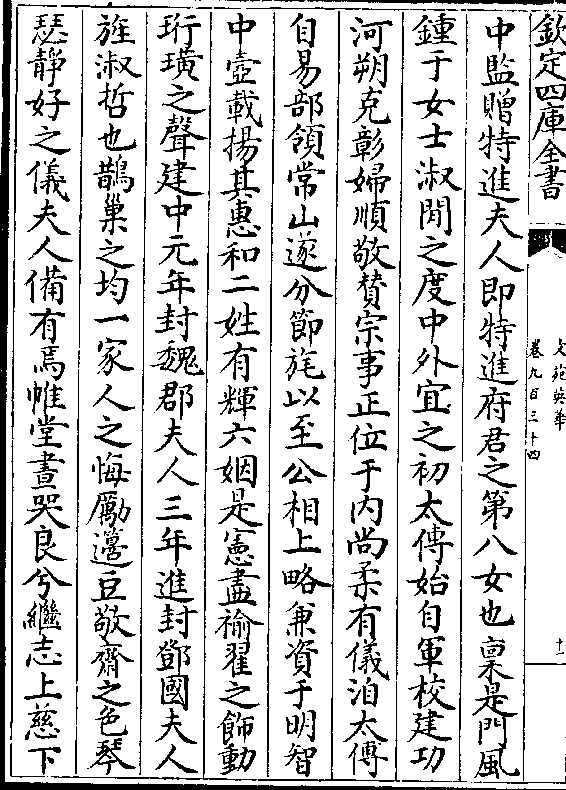 欽定四庫全書
文苑英華
卷九百三十四
十一
中監贈特進夫人即特進府君之第八女也稟是門風
鍾于女士淑閒之度中外宜之初太傅始自軍校建功
河朔克彰婦順敬賛宗事正位于内尚柔有儀洎太傅
自易部領常山遂分節旄以至公相上略兼資于明智
中壼載揚其惠和二姓有輝六姻是憲盡褕翟之飾動
珩璜之聲建中元年封魏郡夫人三年進封鄧國夫人
旌淑哲也鵲巢之均一家人之悔厲籩豆敬齋之色琴
瑟靜好之儀夫人備有焉帷堂晝哭良兮繼志上慈下